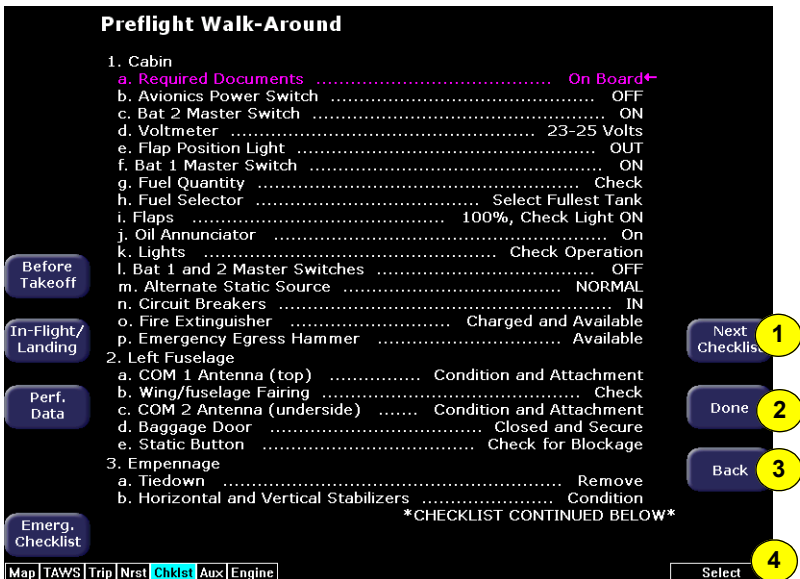 Preflight Walk-Around
1. Cabin
a. Required Documents ........................................ On Board←
b. Avionics Power Switch ...................................................... OFF
c. Bat 2 Master Switch ........................................................... ON
d. Voltmeter .................................................... 23-25 Volts
e. Flap Position Light ............................................... OUT
f. Bat 1 Master Switch .............................................................. ON
g. Fuel Quantity ......................................................... Check
h. Fuel Selector ....................................... Select Fullest Tank
i. Flaps ........................................... 100%, Check Light ON
j. Oil Annunciator ............................................................. On
k. Lights .................................................... Check Operation
l. Bat 1 and 2 Master Switches ........................................ OFF
m. Alternate Static Source ........................................ NORMAL
n. Circuit Breakers .......................................................... IN
o. Fire Extinguisher .............................. Charged and Available
p. Emergency Egress Hammer .................................... Available
2. Left Fuselage
a. COM 1 Antenna (top) ................ Condition and Attachment
b. Wing/fuselage Fairing .................................................. Check
c. COM 2 Antenna (underside) ....... Condition and Attachment
d. Baggage Door ....................................... Closed and Secure
e. Static Button ....................................... Check for Blockage
3. Empennage
a. Tiedown ............................................................... Remove
b. Horizontal and Vertical Stabilizers ...................... Condition
*CHECKLIST CONTINUED BELOW*
Before
Takeoff
In-Flight/
Landing
Perf.
Data
Emerg.
Checklist
Next
Checklist
1
Done
2
Back
3
Map TAWS Trip Nrst Chklst Aux Engine
Select
4